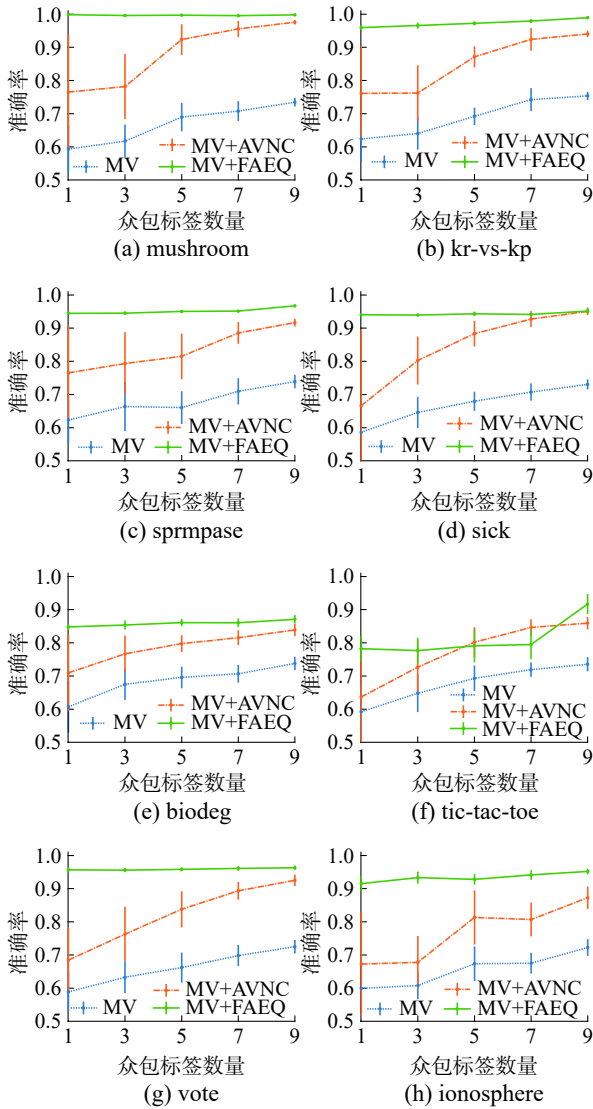 1.0
0.9
0.8
0.7
0.6
0.5
准确率
MV
MV+AVNC
MV+FAEQ
1 3 5 7 9
众包标签数量
(a) mushroom
1.0
0.9
0.8
0.7
0.6
0.5
准确率
MV
MV+AVNC
MV+FAEQ
1 3 5 7 9
众包标签数量
(b) kr-vs-kp
1.0
0.9
0.8
0.7
0.6
0.5
准确率
MV
MV+AVNC
MV+FAEQ
1 3 5 7 9
众包标签数量
(c) sprmpase
1.0
0.9
0.8
0.7
0.6
0.5
准确率
MV
MV+AVNC
MV+FAEQ
1 3 5 7 9
众包标签数量
(d) sick
1.0
0.9
0.8
0.7
0.6
0.5
准确率
MV
MV+AVNC
MV+FAEQ
1 3 5 7 9
众包标签数量
(e) biodeg
1.0
0.9
0.8
0.7
0.6
0.5
准确率
MV
MV+AVNC
MV+FAEQ
1 3 5 7 9
众包标签数量
(f) tic-tac-toe
1.0
0.9
0.8
0.7
0.6
0.5
准确率
MV
MV+AVNC
MV+FAEQ
1 3 5 7 9
众包标签数量
(g) vote
1.0
0.9
0.8
0.7
0.6
0.5
准确率
MV
MV+AVNC
MV+FAEQ
1 3 5 7 9
众包标签数量
(h) ionosphere